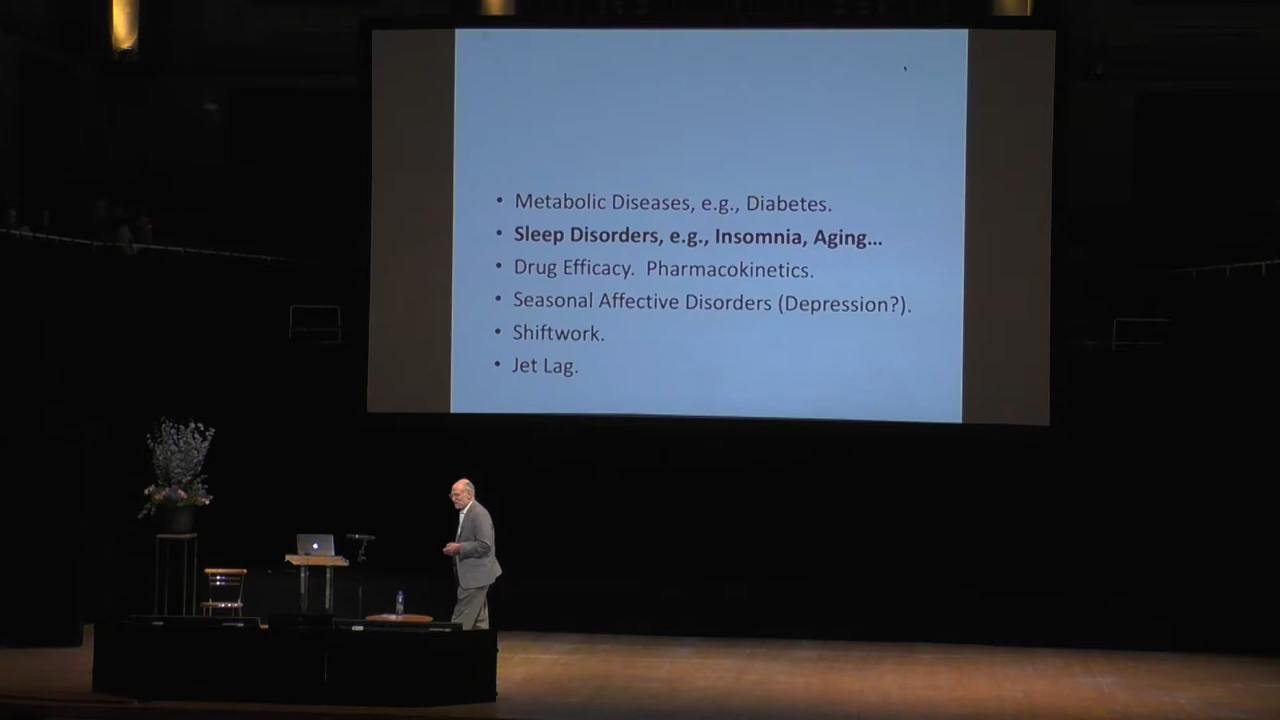 • Metabolic Diseases, e.g., Diabetes.
• Sleep Disorders, e.g., Insomnia, Aging...
• Drug Efficacy. Pharmacokinetics.
• Seasonal Affective Disorders (Depression?).
• Shiftwork.
• Jet Lag.